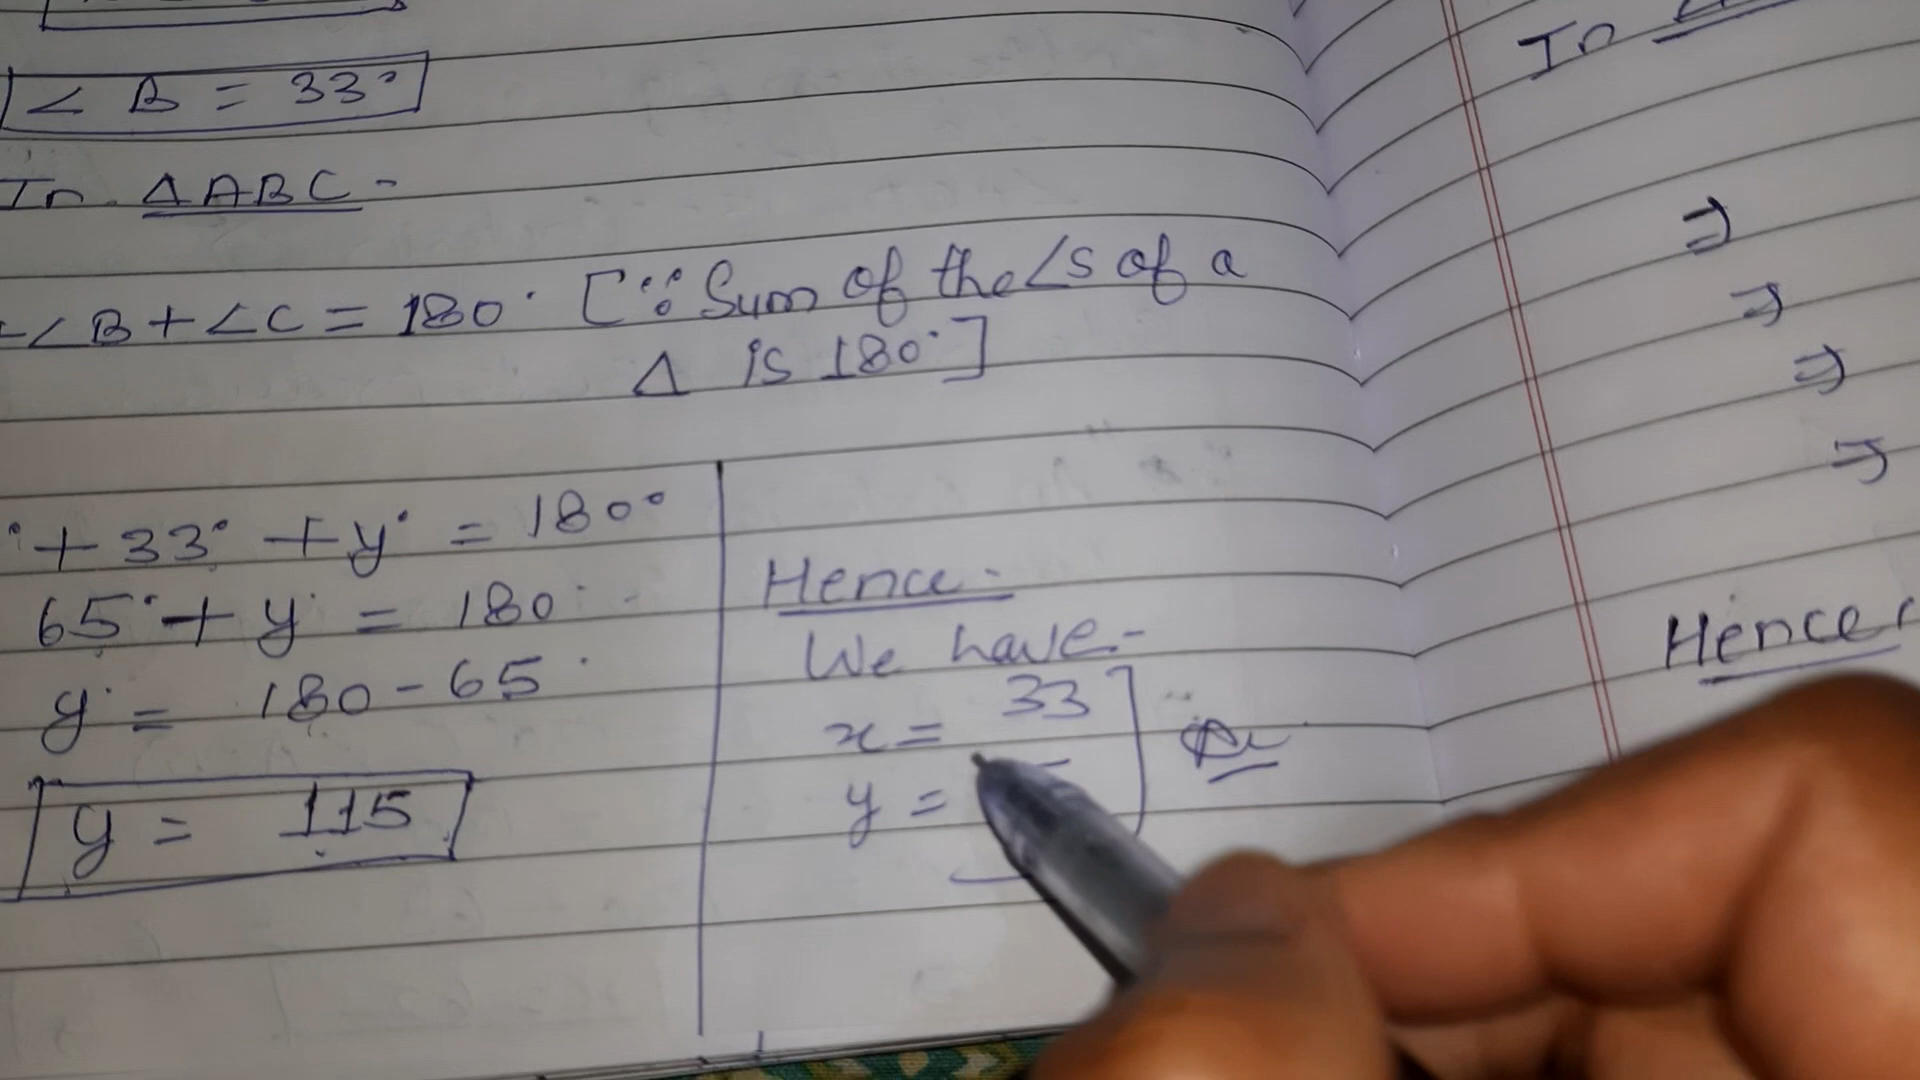 ∠B = 33°
In ΔABC -
∠B + ∠C = 180° [∵ Sum of the ∠s of a
Δ is 180°]
° + 33° + y° = 180°
65° + y° = 180°
y° = 180 - 65°
y = 115
Hence -
We have -
x = 33
y =
In
⇒
⇒
⇒
⇒
Hence,